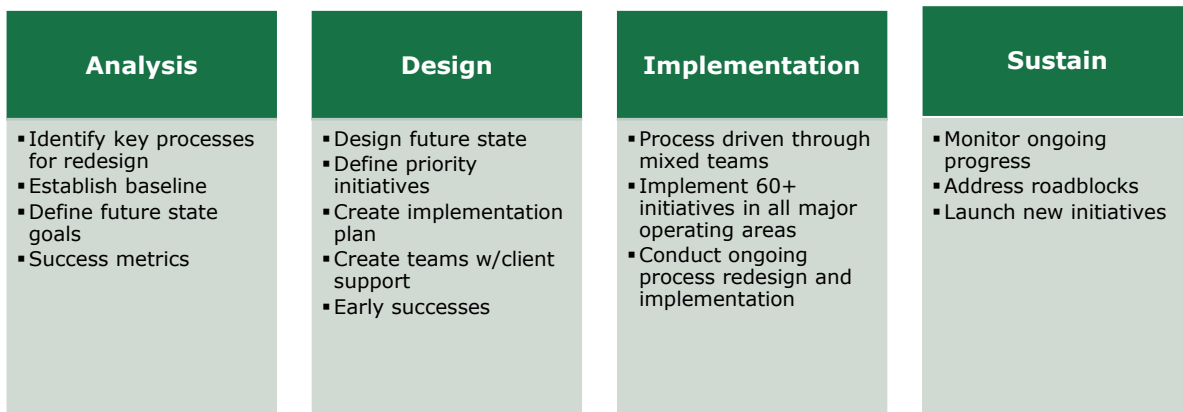 Analysis
▪Identify key processes
for redesign
▪Establish baseline
▪Define future state
goals
▪Success metrics
Design
▪Design future state
▪Define priority
initiatives
▪Create implementation
plan
▪Create teams w/client
support
▪Early successes
Implementation
▪Process driven through
mixed teams
▪Implement 60+
initiatives in all major
operating areas
▪Conduct ongoing
process redesign and
implementation
Sustain
▪Monitor ongoing
progress
▪Address roadblocks
▪Launch new initiatives